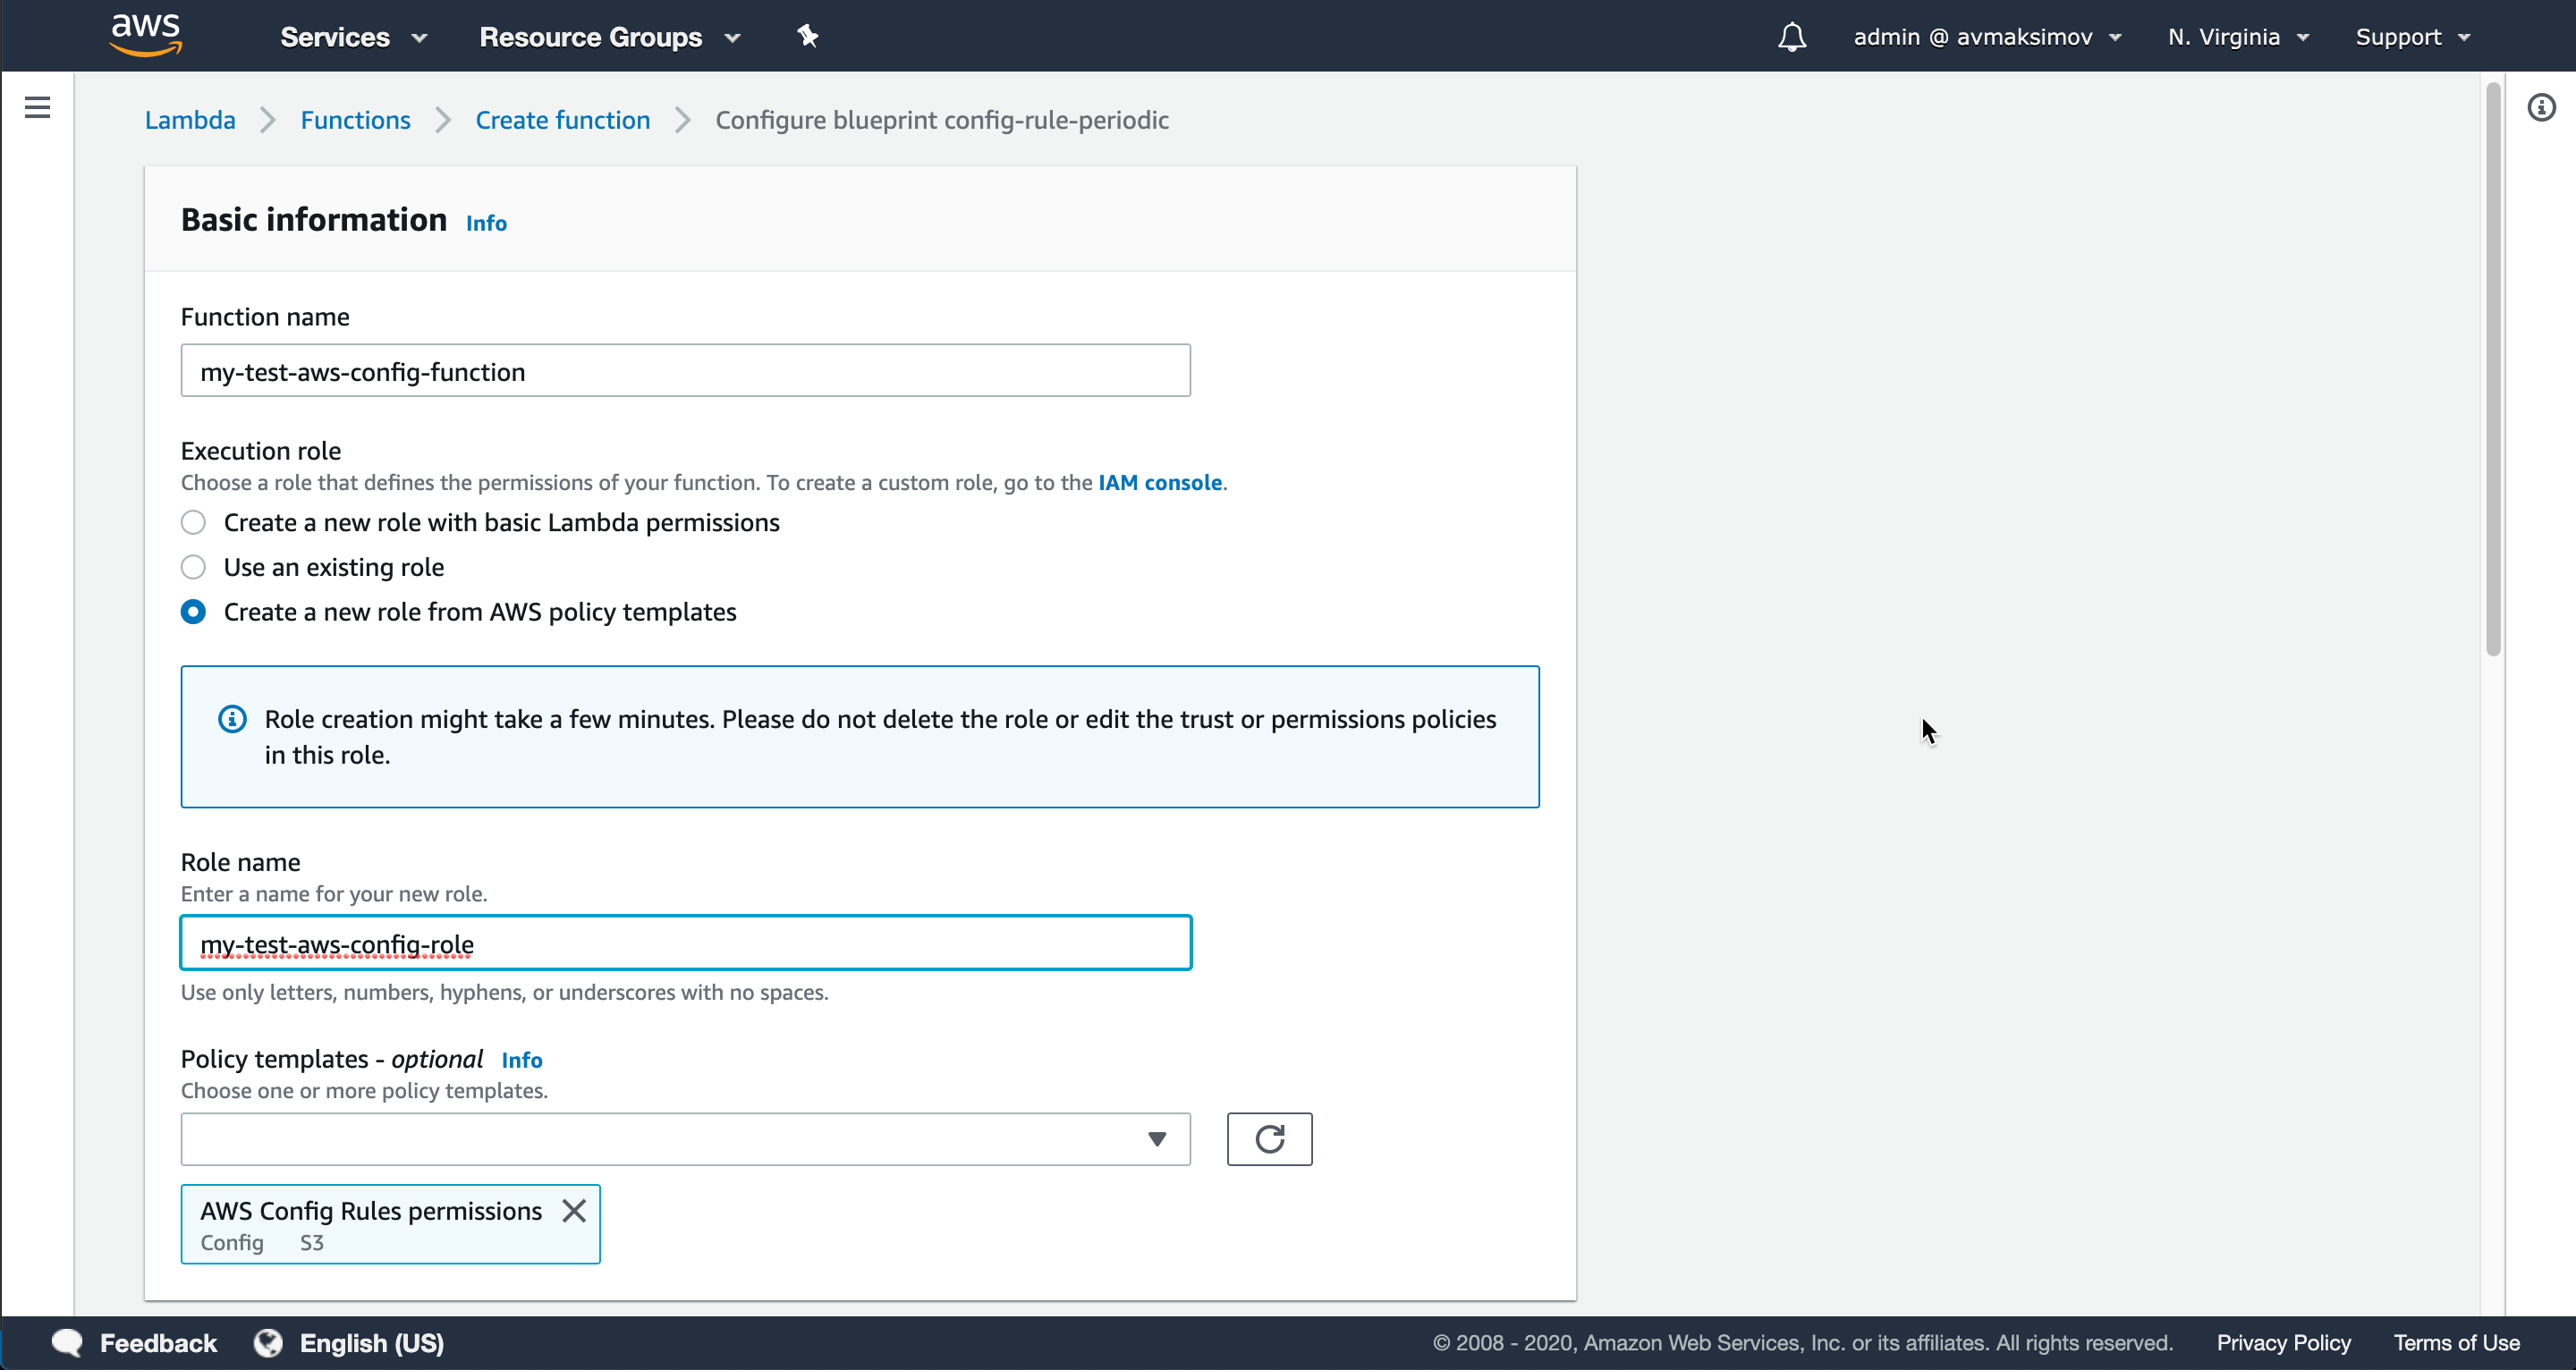 aws Services Resource Groups admin @ avmaksimov N. Virginia Support
Lambda Functions Create function Configure blueprint config-rule-periodic
Basic information Info
Function name
my-test-aws-config-function
Execution role
Choose a role that defines the permissions of your function. To create a custom role, go to the IAM console.
Create a new role with basic Lambda permissions
Use an existing role
Create a new role from AWS policy templates
Role creation might take a few minutes. Please do not delete the role or edit the trust or permissions policies
in this role.
Role name
Enter a name for your new role.
my-test-aws-config-role
Use only letters, numbers, hyphens, or underscores with no spaces.
Policy templates - optional Info
Choose one or more policy templates.
AWS Config Rules permissions
Config S3
Feedback English (US) © 2008 - 2020, Amazon Web Services, Inc. or its affiliates. All rights reserved. Privacy Policy Terms of Use